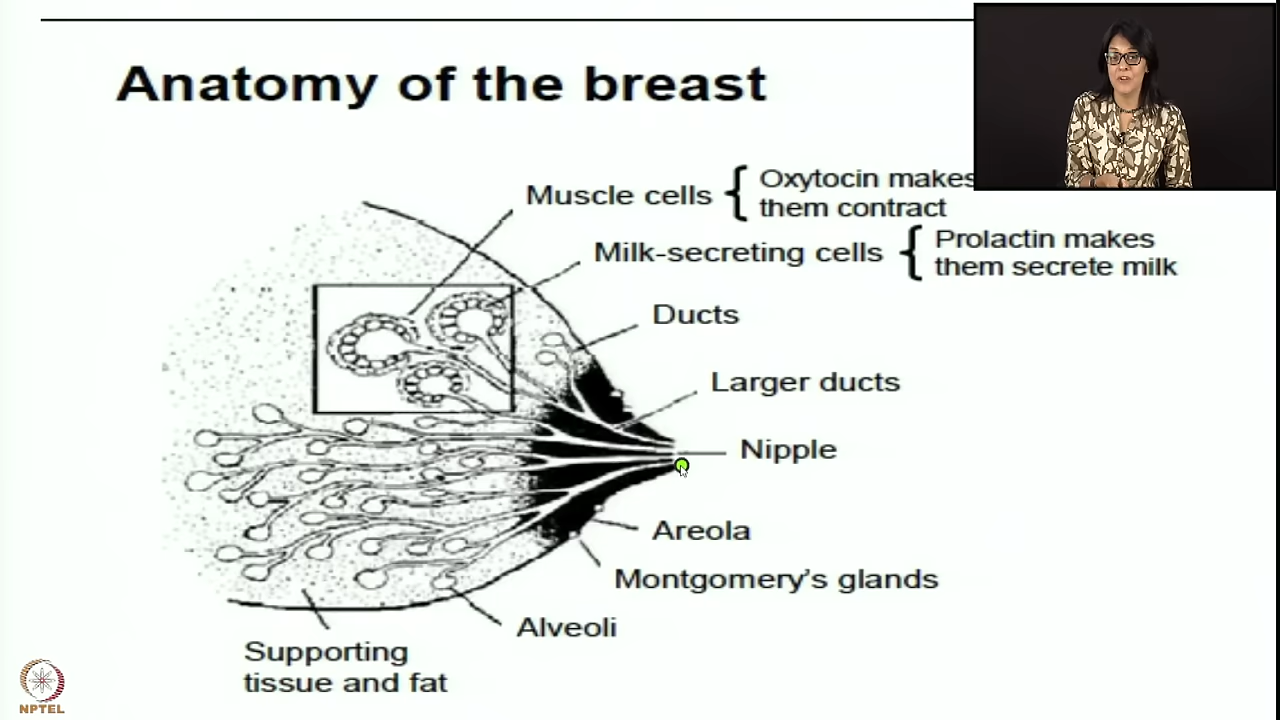 Anatomy of the breast
Muscle cells
Oxytocin makes
them contract
Milk-secreting cells
Prolactin makes
them secrete milk
Ducts
Larger ducts
Nipple
Areola
Montgomery's glands
Alveoli
Supporting
tissue and fat
NPTEL